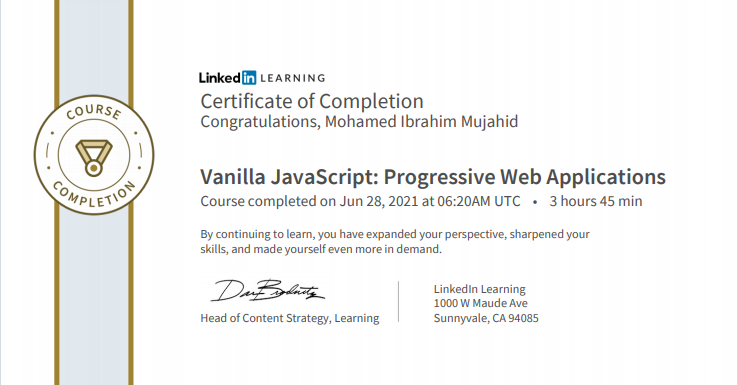 LinkedIn LEARNING
Certificate of Completion
Congratulations, Mohamed Ibrahim Mujahid
COURSE
COMPLETION
Vanilla JavaScript: Progressive Web Applications
Course completed on Jun 28, 2021 at 06:20AM UTC • 3 hours 45 min
By continuing to learn, you have expanded your perspective, sharpened your
skills, and made yourself even more in demand.
Head of Content Strategy, Learning
LinkedIn Learning
1000 W Maude Ave
Sunnyvale, CA 94085